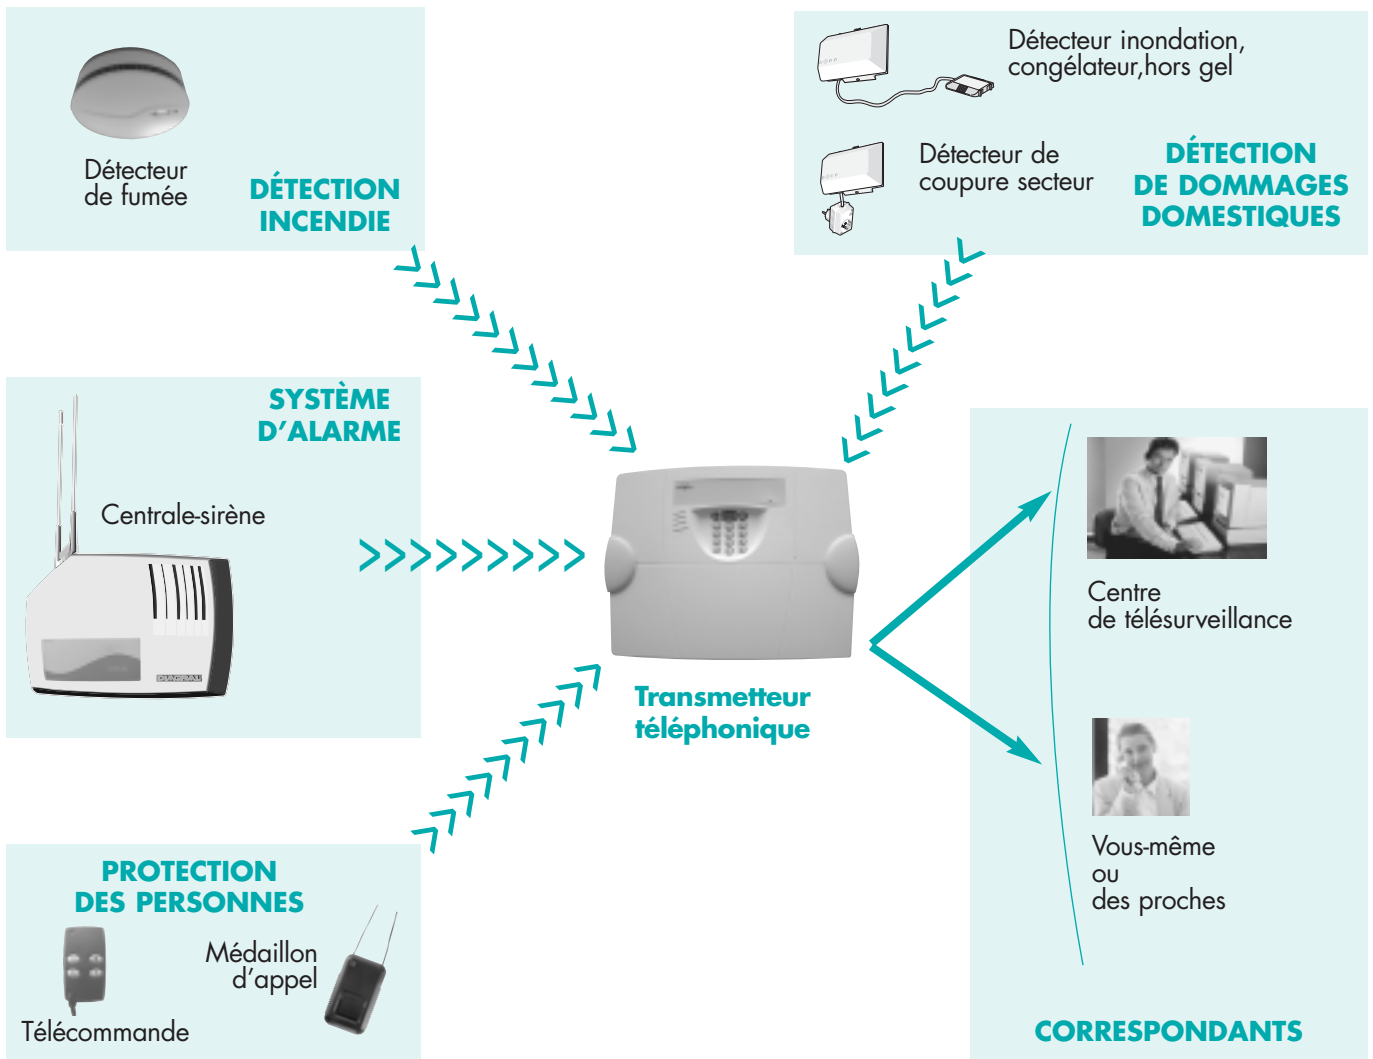 Détecteur
de fumée
DÉTECTION
INCENDIE
Détecteur inondation,
congélateur,hors gel
Détecteur de
coupure secteur
DÉTECTION
DE DOMMAGES
DOMESTIQUES
SYSTÈME
D’ALARME
Centrale-sirène
DIAGRAL
Transmetteur
téléphonique
Centre
de télésurveillance
Vous-même
ou
des proches
CORRESPONDANTS
PROTECTION
DES PERSONNES
Médaillon
d’appel
Télécommande